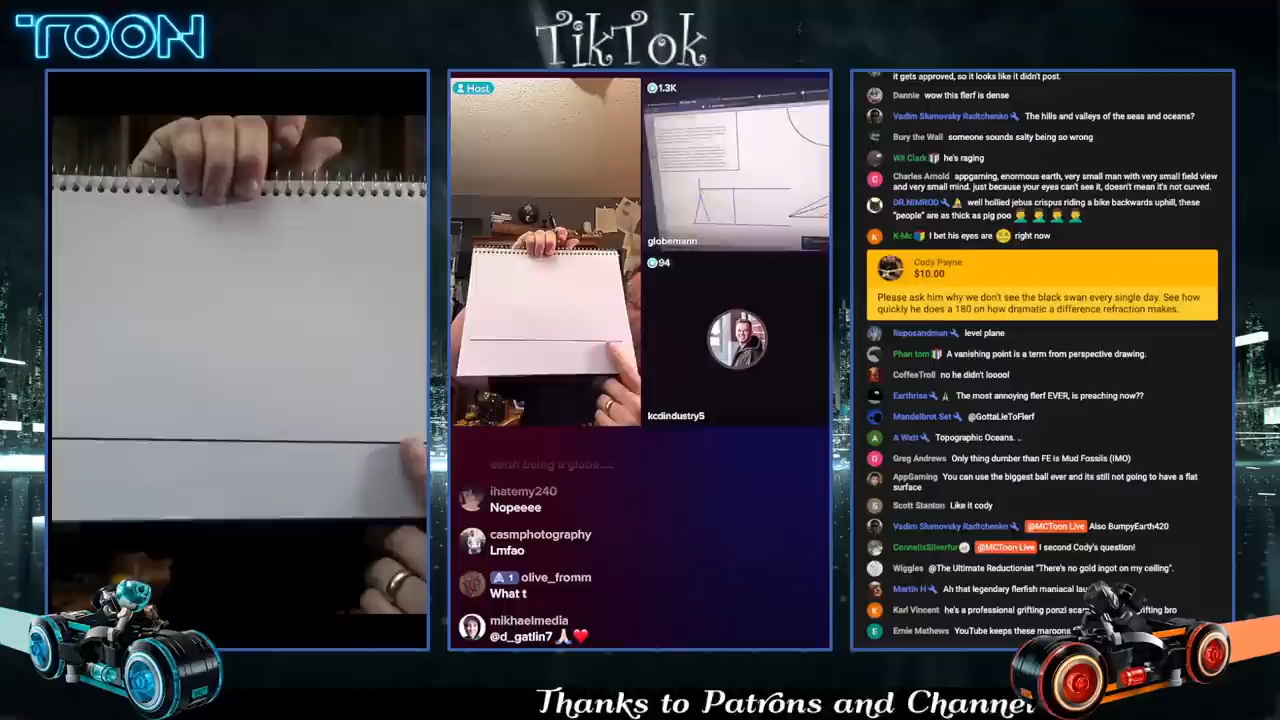 TOON
TikTok
Host
1.3K
globemann
94
kcdindustry5
earth being a globe.....
ihatemy240
Nopeeee
casmphotography
Lmfao
1 olive_fromm
What t
mikhaelmedia
@d_gatlin7
it gets approved, so it looks like it didn't post.
Dannie wow this flerf is dense
Vadim Slumovsky Radtchenko The hills and valleys of the seas and oceans?
Bury the Wall someone sounds salty being so wrong
Wil Clark he's raging
Charles Arnold appgaming, enormous earth, very small man with very small field view
and very small mind. just because your eyes can't see it, doesn't mean it's not curved.
DR.NIMROD well hollied jebus crispus riding a bike backwards uphill, these
"people" are as thick as pig poo
K-Mc I bet his eyes are right now
Cody Payne
$10.00
Please ask him why we don't see the black swan every single day. See how
quickly he does a 180 on how dramatic a difference refraction makes.
Reposandman level plane
Phan tom A vanishing point is a term from perspective drawing.
CoffeeTroll no he didn't looool
Earthrise The most annoying flerf EVER, is preaching now??
Mandelbrot Set @GottaLieToFlerf
A Watt Topographic Oceans. ..
Greg Andrews Only thing dumber than FE is Mud Fossils (IMO)
AppGaming You can use the biggest ball ever and its still not going to have a flat
surface
Scott Stanton Like it cody
Vadim Slumovsky Radtchenko @MCToon Live Also BumpyEarth420
ConnelixSilverfur @MCToon Live I second Cody's question!
Wiggles @The Ultimate Reductionist "There's no gold ingot on my ceiling".
Martin H Ah that legendary flerfish maniacal lau
Karl Vincent he's a professional grifting ponzi scam ifting bro
Ernie Mathews YouTube keeps these maroons
Thanks to Patrons and Channel